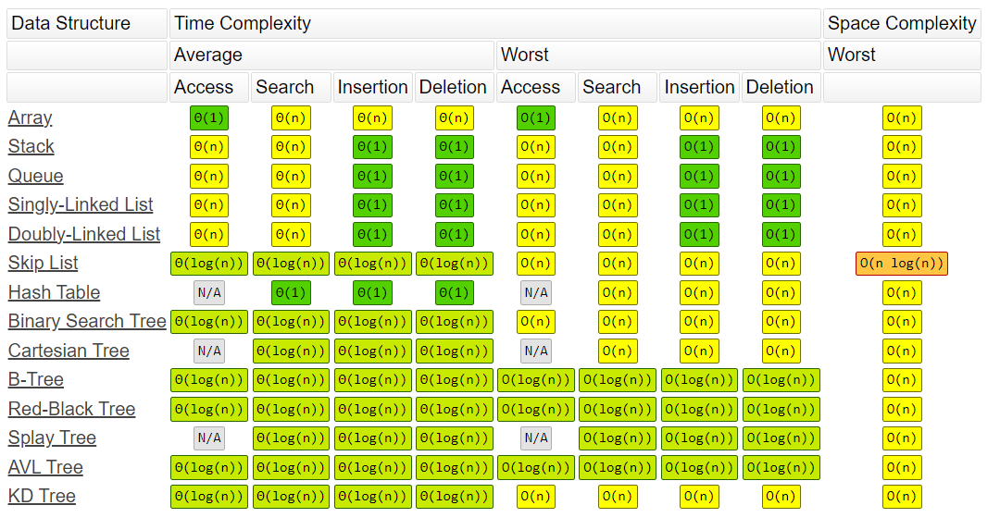 Data Structure Time Complexity Space Complexity
Average Worst Worst
Access Search Insertion Deletion Access Search Insertion Deletion
Array Θ(1) Θ(n) Θ(n) Θ(n) O(1) O(n) O(n) O(n) O(n)
Stack Θ(n) Θ(n) Θ(1) Θ(1) O(n) O(n) O(1) O(1) O(n)
Queue Θ(n) Θ(n) Θ(1) Θ(1) O(n) O(n) O(1) O(1) O(n)
Singly-Linked List Θ(n) Θ(n) Θ(1) Θ(1) O(n) O(n) O(1) O(1) O(n)
Doubly-Linked List Θ(n) Θ(n) Θ(1) Θ(1) O(n) O(n) O(1) O(1) O(n)
Skip List Θ(log(n)) Θ(log(n)) Θ(log(n)) Θ(log(n)) O(n) O(n) O(n) O(n) O(n log(n))
Hash Table N/A Θ(1) Θ(1) Θ(1) N/A O(n) O(n) O(n) O(n)
Binary Search Tree Θ(log(n)) Θ(log(n)) Θ(log(n)) Θ(log(n)) O(n) O(n) O(n) O(n) O(n)
Cartesian Tree N/A Θ(log(n)) Θ(log(n)) Θ(log(n)) N/A O(n) O(n) O(n) O(n)
B-Tree Θ(log(n)) Θ(log(n)) Θ(log(n)) Θ(log(n)) O(log(n)) O(log(n)) O(log(n)) O(log(n)) O(n)
Red-Black Tree Θ(log(n)) Θ(log(n)) Θ(log(n)) Θ(log(n)) O(log(n)) O(log(n)) O(log(n)) O(log(n)) O(n)
Splay Tree N/A Θ(log(n)) Θ(log(n)) Θ(log(n)) N/A O(log(n)) O(log(n)) O(log(n)) O(n)
AVL Tree Θ(log(n)) Θ(log(n)) Θ(log(n)) Θ(log(n)) O(log(n)) O(log(n)) O(log(n)) O(log(n)) O(n)
KD Tree Θ(log(n)) Θ(log(n)) Θ(log(n)) Θ(log(n)) O(n) O(n) O(n) O(n) O(n)